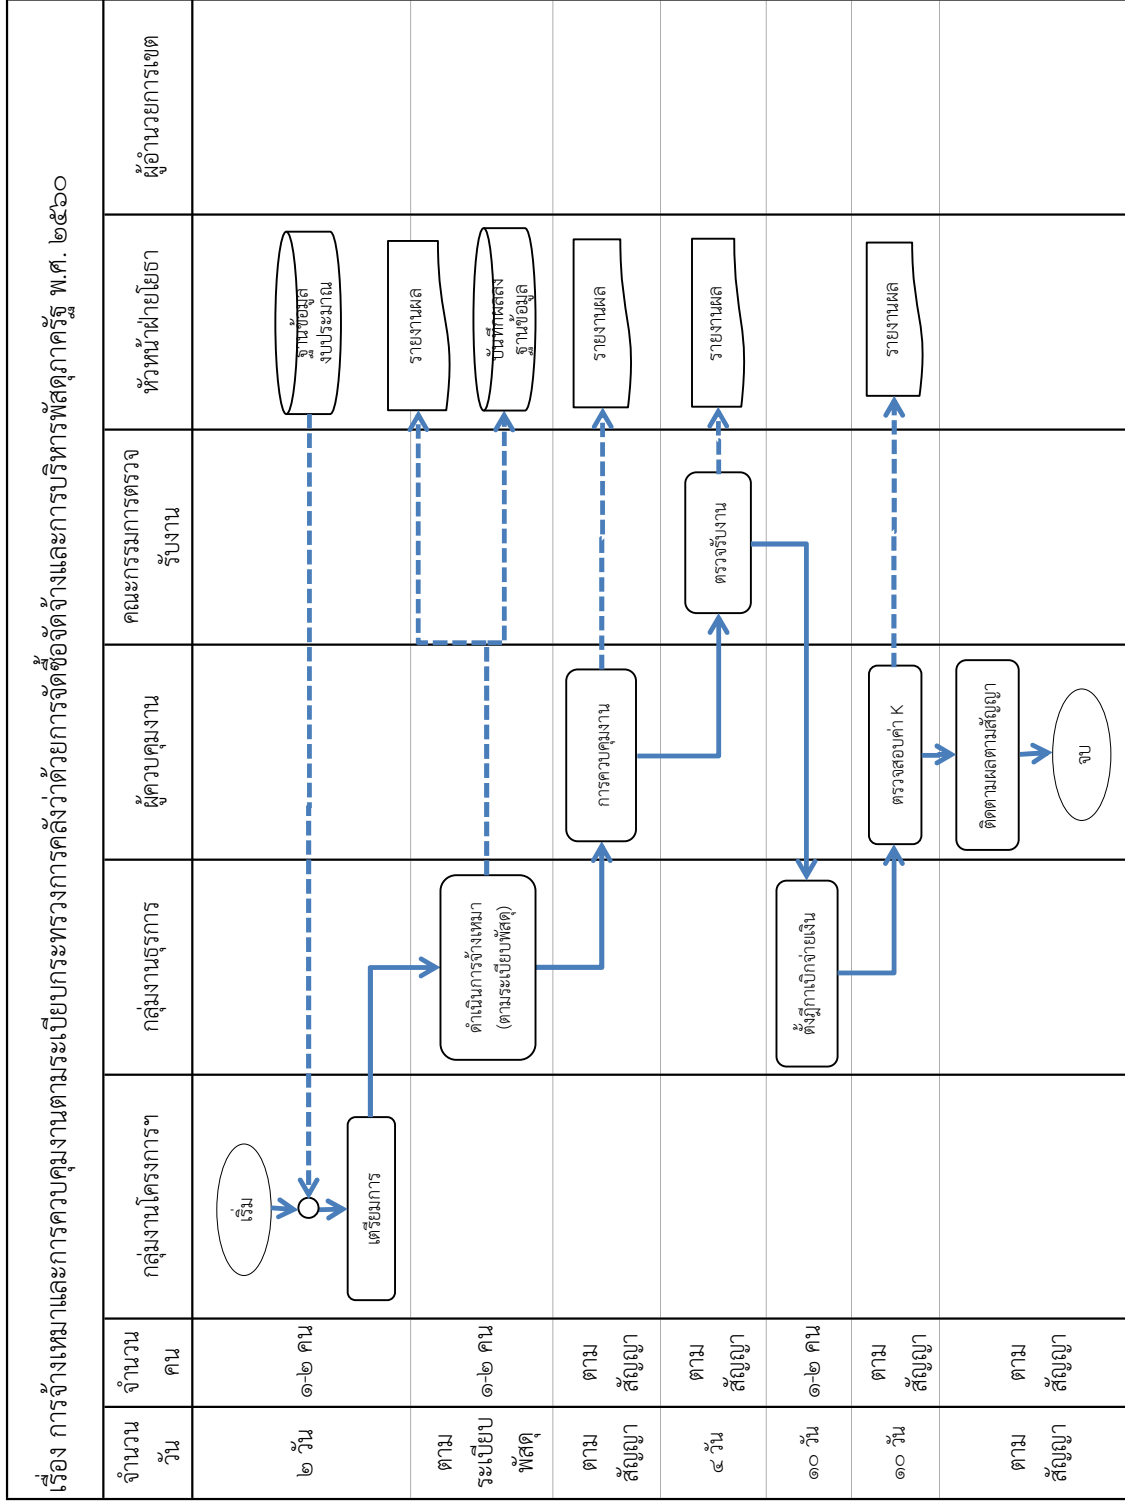 เรื่อง การจ้างเหมาและการควบคุมงานตามระเบียบกระทรวงการคลังว่าด้วยการจัดซื้อจัดจ้างและการบริหารพัสดุภาครัฐ พ.ศ. ๒๕๖๐
จำนวน
วัน
จำนวน
คน
กลุ่มงานโครงการฯ
กลุ่มงานธุรการ
ผู้ควบคุมงาน
คณะกรรมการตรวจ
รับงาน
หัวหน้าฝ่ายโยธา
ผู้อำนวยการเขต
๒ วัน
๑-๒ คน
เริ่ม
ฐานข้อมูล
งบประมาณ
เตรียมการ
ตาม
ระเบียบ
พัสดุ
๑-๒ คน
ดำเนินการจ้างเหมา
(ตามระเบียบพัสดุ)
รายงานผล
บันทึกผลลง
ฐานข้อมูล
ตาม
สัญญา
ตาม
สัญญา
การควบคุมงาน
รายงานผล
๔ วัน
ตาม
สัญญา
ตรวจรับงาน
รายงานผล
๑๐ วัน
๑-๒ คน
ตั้งฎีกาเบิกจ่ายเงิน
๑๐ วัน
ตาม
สัญญา
ตรวจสอบค่า K
รายงานผล
ตาม
สัญญา
ตาม
สัญญา
ติดตามผลตามสัญญา
จบ